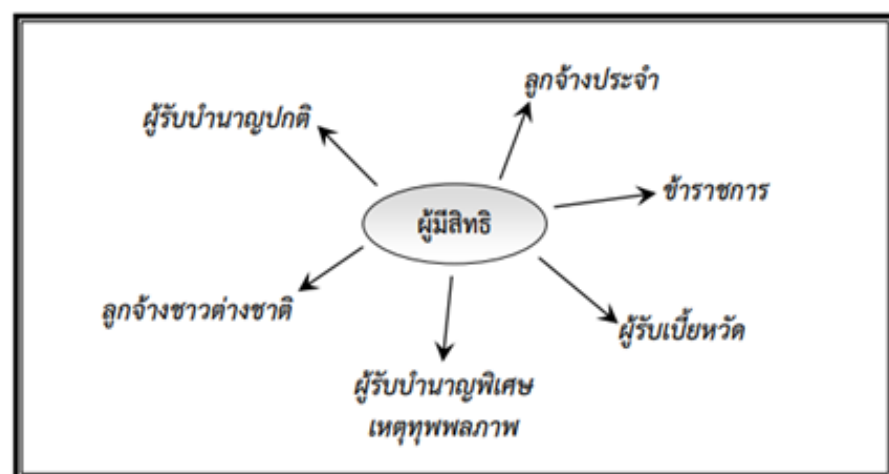 ลูกจ้างประจำ
ผู้รับบำนาญปกติ
ข้าราชการ
ผู้มีสิทธิ
ลูกจ้างชาวต่างชาติ
ผู้รับเบี้ยหวัด
ผู้รับบำนาญพิเศษ
เหตุทุพพลภาพ